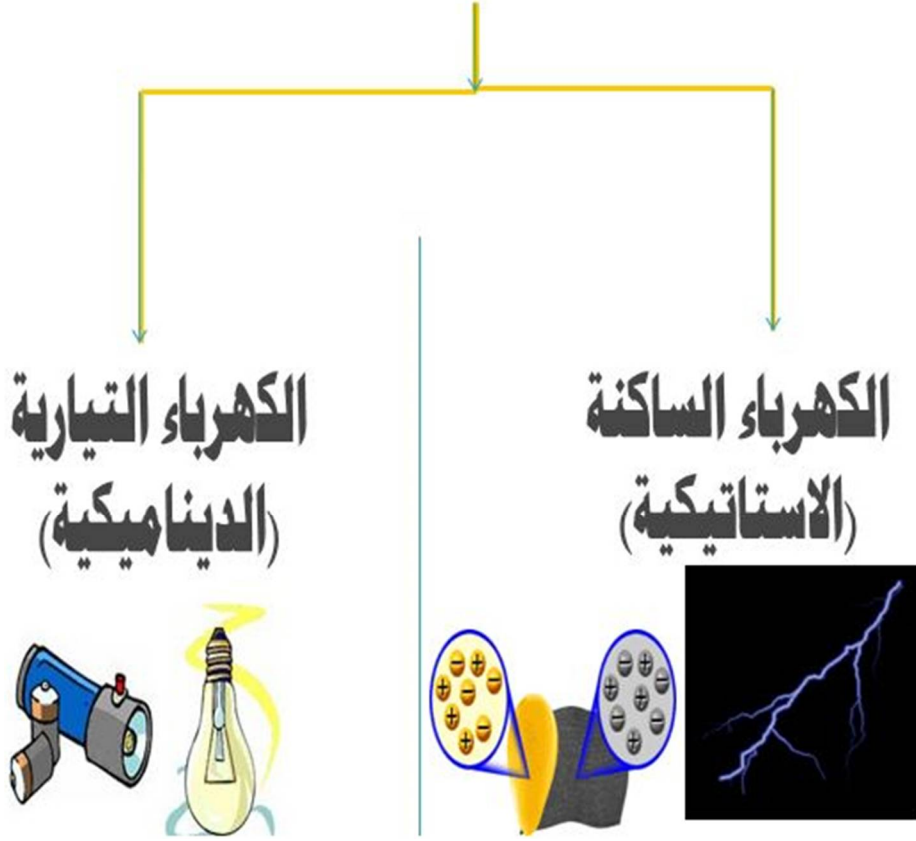 الكهرباء الساكنة
(الاستاتيكية)
الكهرباء التيارية
(الديناميكية)